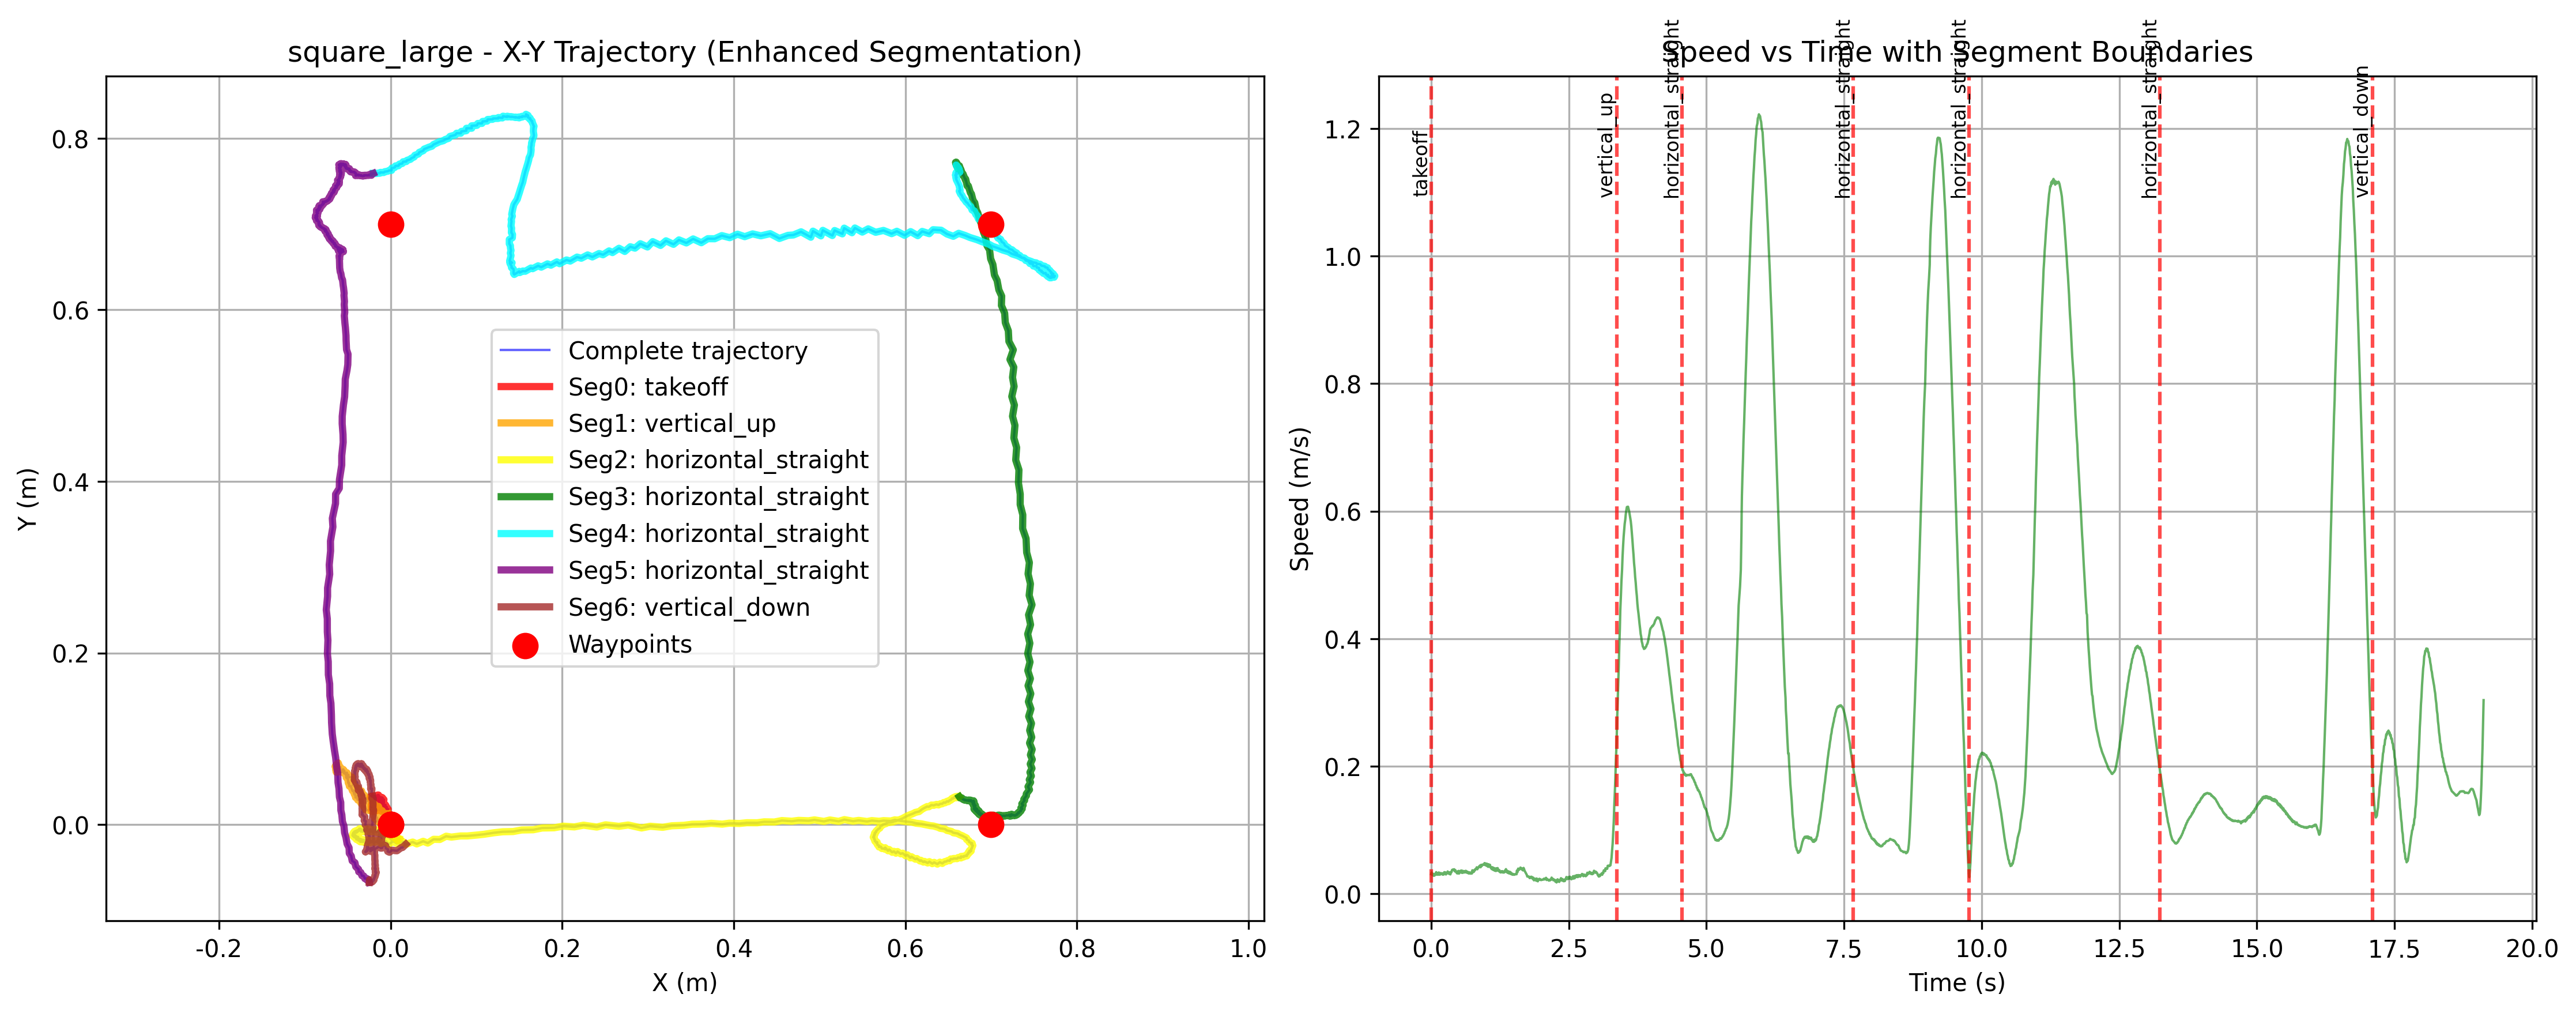 square_large - X-Y Trajectory (Enhanced Segmentation)
Y (m)
0.8
0.6
0.4
0.2
0.0
-0.2
0.0
0.2
0.4
0.6
0.8
1.0
X (m)
Complete trajectory
Seg0: takeoff
Seg1: vertical_up
Seg2: horizontal_straight
Seg3: horizontal_straight
Seg4: horizontal_straight
Seg5: horizontal_straight
Seg6: vertical_down
Waypoints
Speed vs Time with Segment Boundaries
Speed (m/s)
1.2
1.0
0.8
0.6
0.4
0.2
0.0
takeoff
vertical_up
horizontal_straight
horizontal_straight
horizontal_straight
horizontal_straight
vertical_down
0.0
2.5
5.0
7.5
10.0
12.5
15.0
17.5
20.0
Time (s)